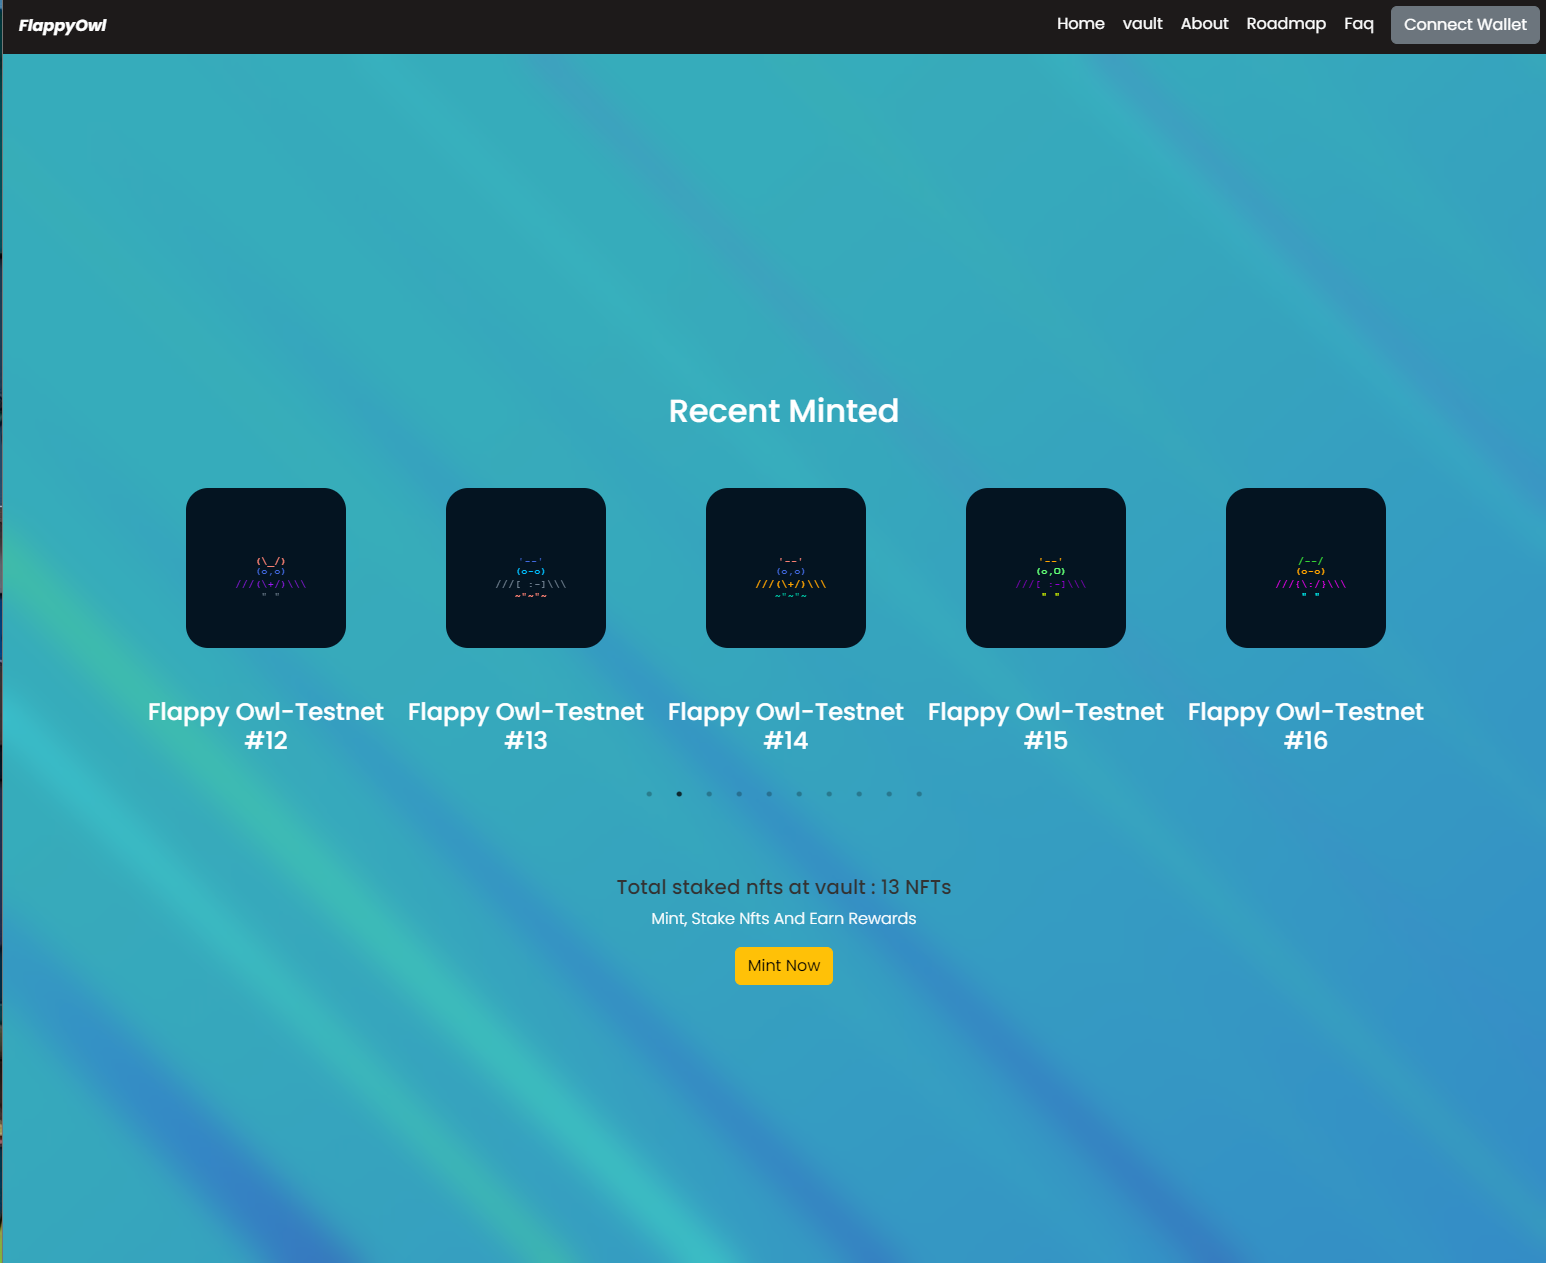 FlappyOwl
Home vault About Roadmap Faq Connect Wallet
Recent Minted
(\_/)
(o,o)
///(\+/)\\\
" "
'--'
(o-o)
///[ :-]\\\
~"~"~
'--'
(o,o)
///(\+/)\\\
~"~"~
'--'
(o,O)
///[ :-]\\\
" "
/--/
(o-o)
///(\:/)\\\
" "
Flappy Owl-Testnet
#12
Flappy Owl-Testnet
#13
Flappy Owl-Testnet
#14
Flappy Owl-Testnet
#15
Flappy Owl-Testnet
#16
Total staked nfts at vault : 13 NFTs
Mint, Stake Nfts And Earn Rewards
Mint Now